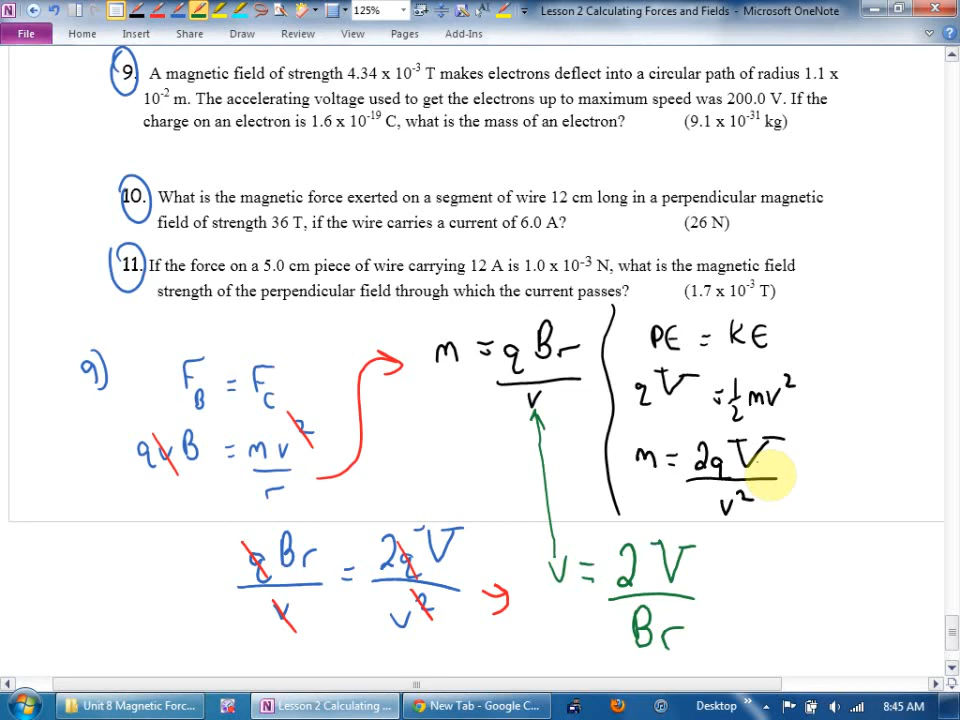 125%
Lesson 2 Calculating Forces and Fields - Microsoft OneNote
File Home Insert Share Draw Review View Pages Add-Ins
9. A magnetic field of strength 4.34 x 10⁻³ T makes electrons deflect into a circular path of radius 1.1 x
10⁻² m. The accelerating voltage used to get the electrons up to maximum speed was 200.0 V. If the
charge on an electron is 1.6 x 10⁻¹⁹ C, what is the mass of an electron? (9.1 x 10⁻³¹ kg)
10. What is the magnetic force exerted on a segment of wire 12 cm long in a perpendicular magnetic
field of strength 36 T, if the wire carries a current of 6.0 A? (26 N)
11. If the force on a 5.0 cm piece of wire carrying 12 A is 1.0 x 10⁻³ N, what is the magnetic field
strength of the perpendicular field through which the current passes? (1.7 x 10⁻³ T)
9)
F_B = F_C
qvB = mv²/r
m = qBr/v
PE = KE
qV = ½mv²
m = 2qV/v²
qBr/v = 2qV/v²
v = 2V/Br
Unit 8 Magnetic Forc... Lesson 2 Calculating ... New Tab - Google C... Desktop 8:45 AM